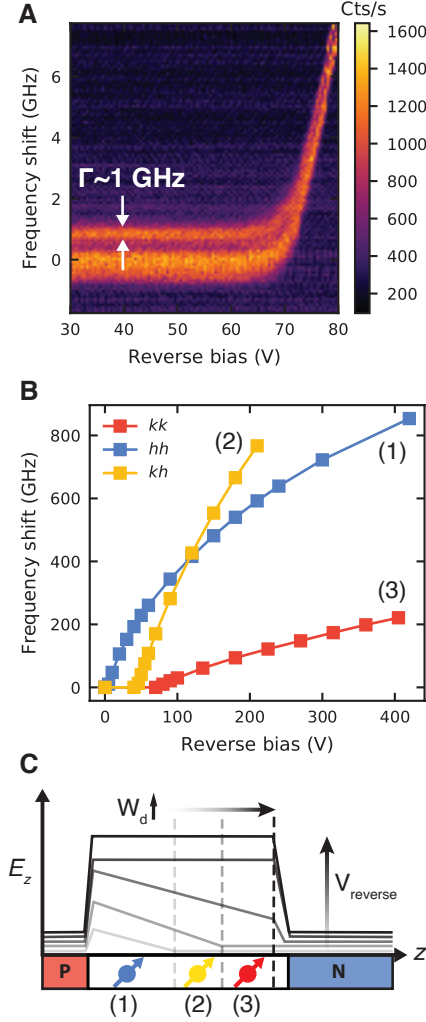 A
Cts/s
Frequency shift (GHz)
6
4
2
0
Γ~1 GHz
30 40 50 60 70 80
Reverse bias (V)
1600
1400
1200
1000
800
600
400
200
B
Frequency shift (GHz)
800
600
400
200
0
kk
hh
kh
(2)
(1)
(3)
0 100 200 300 400
Reverse bias (V)
C
W_d
E_z
V_reverse
z
P
N
(1) (2) (3)